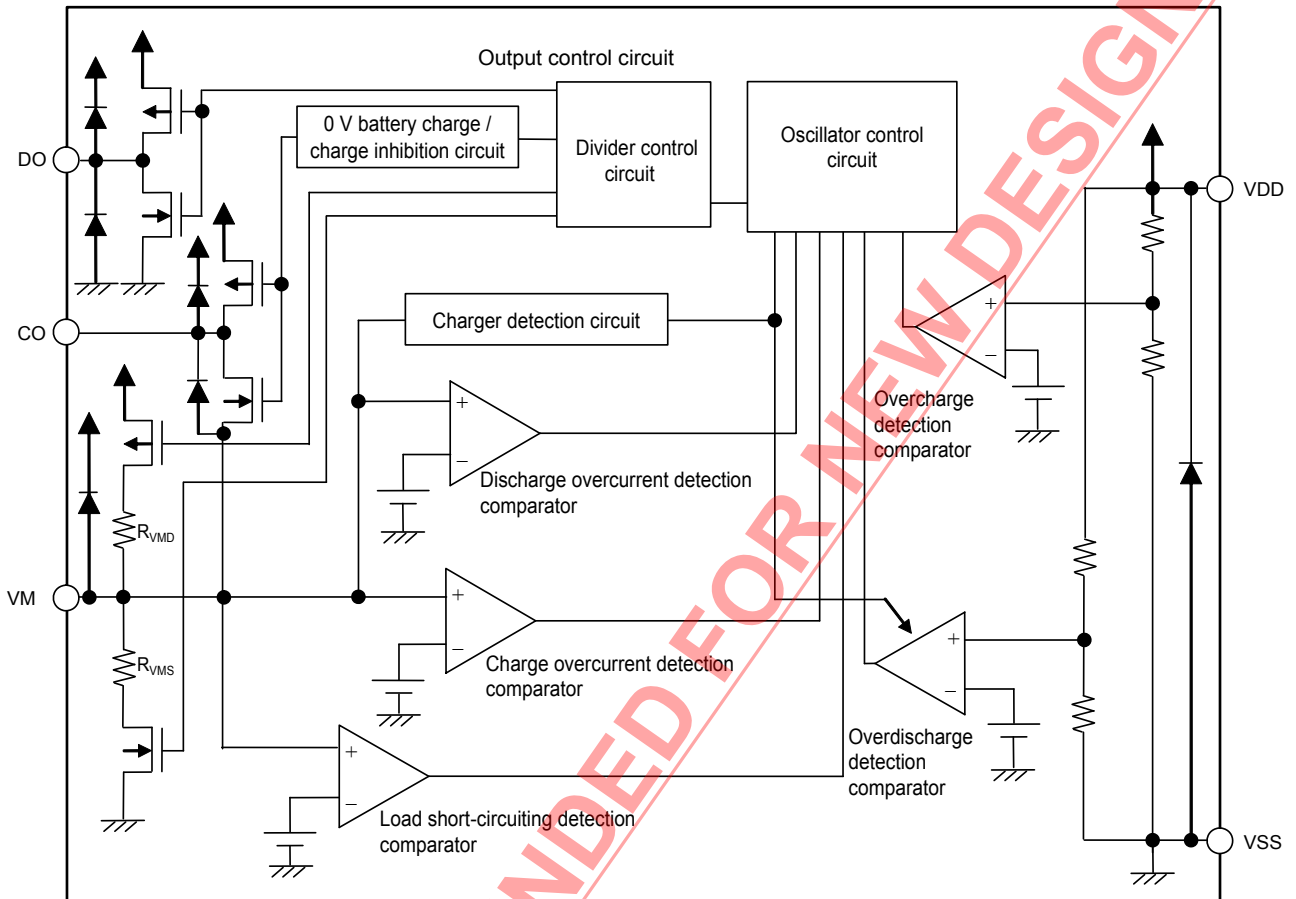 Output control circuit
0 V battery charge /
charge inhibition circuit
Divider control
circuit
Oscillator control
circuit
DO
VDD
CO
Charger detection circuit
+
−
Overcharge
detection
comparator
+
−
Discharge overcurrent detection
comparator
RVMD
VM
+
−
Charge overcurrent detection
comparator
RVMS
+
−
Overdischarge
detection
comparator
+
−
Load short-circuiting detection
comparator
VSS
NDED FOR NEW DESIGN